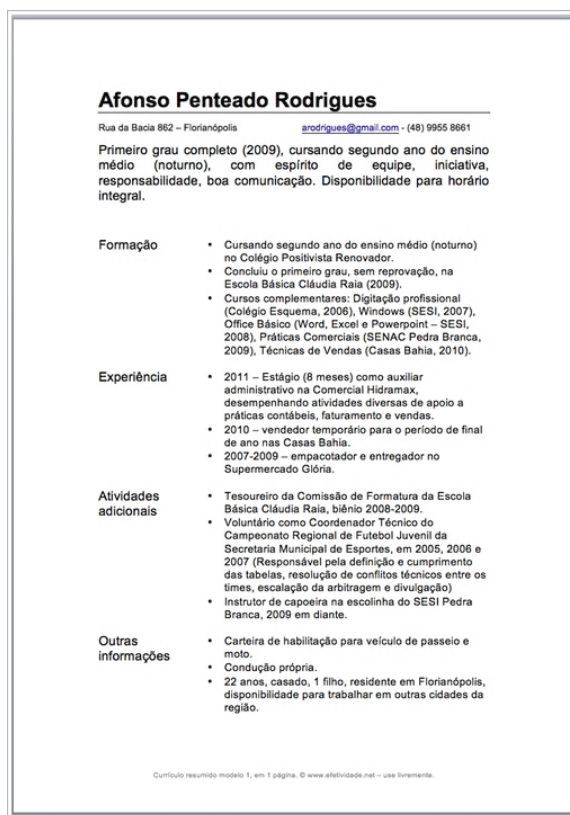 Afonso Penteado Rodrigues
Rua da Bacia 862 – Florianópolis arodrigues@gmail.com - (48) 9955 8661
Primeiro grau completo (2009), cursando segundo ano do ensino
médio (noturno), com espírito de equipe, iniciativa,
responsabilidade, boa comunicação. Disponibilidade para horário
integral.
Formação
• Cursando segundo ano do ensino médio (noturno)
no Colégio Positivista Renovador.
• Concluiu o primeiro grau, sem reprovação, na
Escola Básica Cláudia Raia (2009).
• Cursos complementares: Digitação profissional
(Colégio Esquema, 2006), Windows (SESI, 2007),
Office Básico (Word, Excel e Powerpoint – SESI,
2008), Práticas Comerciais (SENAC Pedra Branca,
2009), Técnicas de Vendas (Casas Bahia, 2010).
Experiência
• 2011 – Estágio (8 meses) como auxiliar
administrativo na Comercial Hidramax,
desempenhando atividades diversas de apoio a
práticas contábeis, faturamento e vendas.
• 2010 – vendedor temporário para o período de final
de ano nas Casas Bahia.
• 2007-2009 – empacotador e entregador no
Supermercado Glória.
Atividades
adicionais
• Tesoureiro da Comissão de Formatura da Escola
Básica Cláudia Raia, biênio 2008-2009.
• Voluntário como Coordenador Técnico do
Campeonato Regional de Futebol Juvenil da
Secretaria Municipal de Esportes, em 2005, 2006 e
2007 (Responsável pela definição e cumprimento
das tabelas, resolução de conflitos técnicos entre os
times, escalação da arbitragem e divulgação)
• Instrutor de capoeira na escolinha do SESI Pedra
Branca, 2009 em diante.
Outras
informações
• Carteira de habilitação para veículo de passeio e
moto.
• Condução própria.
• 22 anos, casado, 1 filho, residente em Florianópolis,
disponibilidade para trabalhar em outras cidades da
região.
Currículo resumido modelo 1, em 1 página. © www.efetividade.net – use livremente.